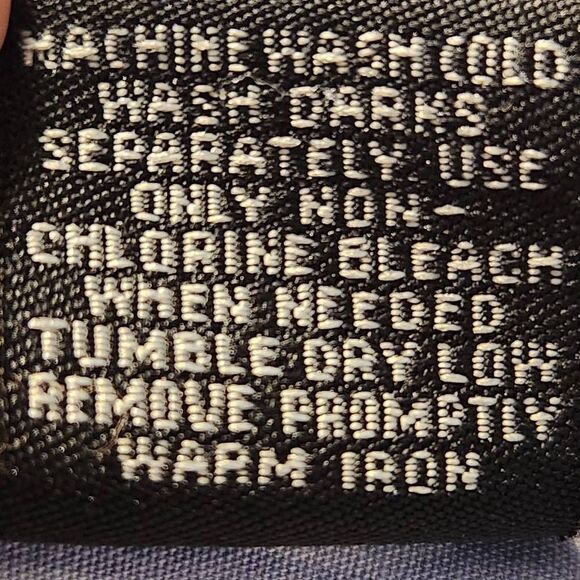 MACHINE WASH COLD
WASH DARKS
SEPARATELY USE
ONLY NON-
CHLORINE BLEACH
WHEN NEEDED
TUMBLE DRY LOW
REMOVE PROMPTLY
WARM IRON